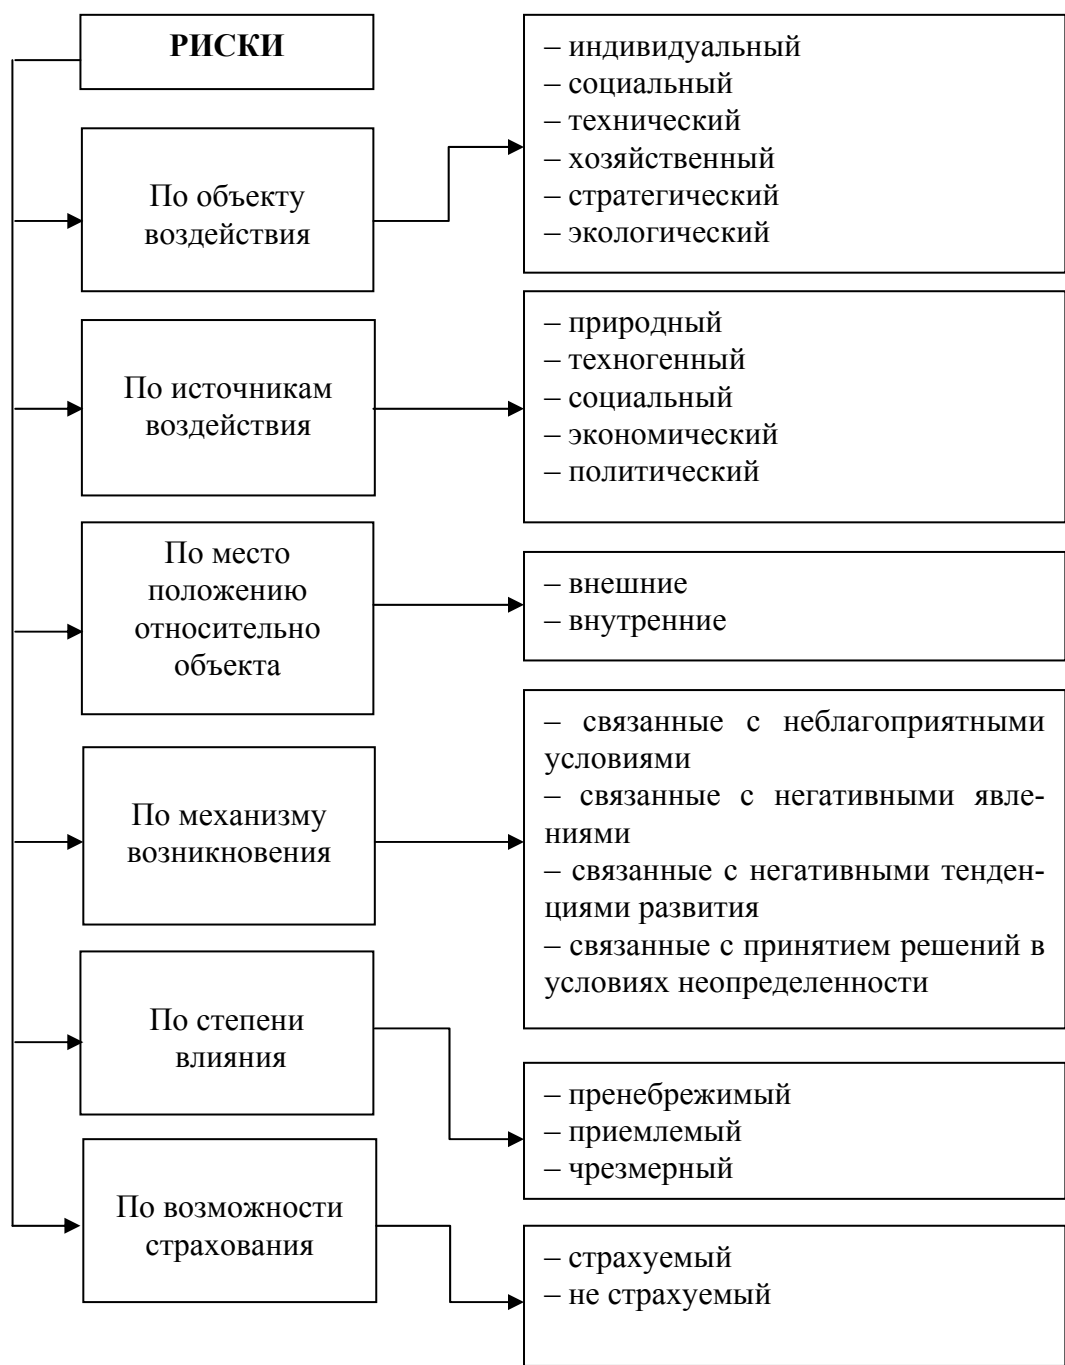 РИСКИ
– индивидуальный
– социальный
– технический
– хозяйственный
– стратегический
– экологический
По объекту
воздействия
– природный
– техногенный
– социальный
– экономический
– политический
По источникам
воздействия
По место
положению
относительно
объекта
– внешние
– внутренние
– связанные с неблагоприятными
условиями
– связанные с негативными явле-
ниями
– связанные с негативными тенден-
циями развития
– связанные с принятием решений в
условиях неопределенности
По механизму
возникновения
По степени
влияния
– пренебрежимый
– приемлемый
– чрезмерный
По возможности
страхования
– страхуемый
– не страхуемый